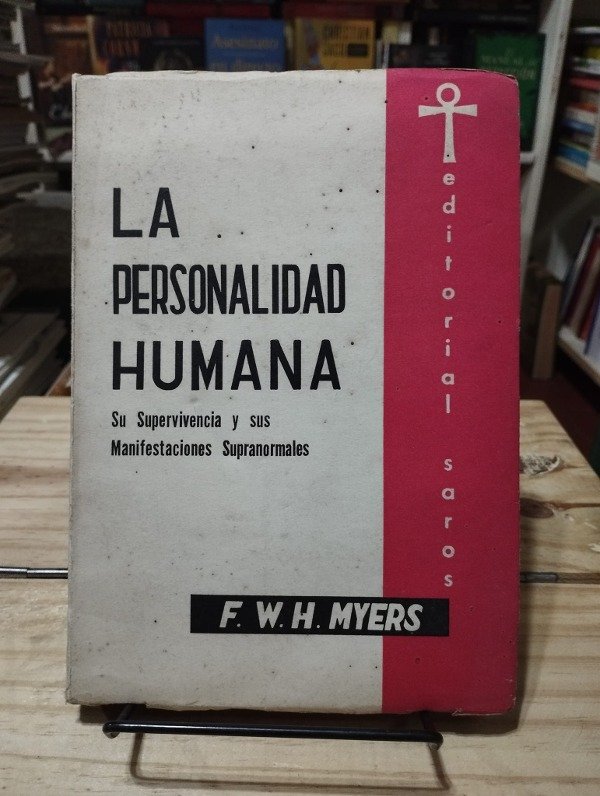 LA
PERSONALIDAD
HUMANA
Su Supervivencia y sus
Manifestaciones Supranormales
F. W. H. MYERS
editorial saros